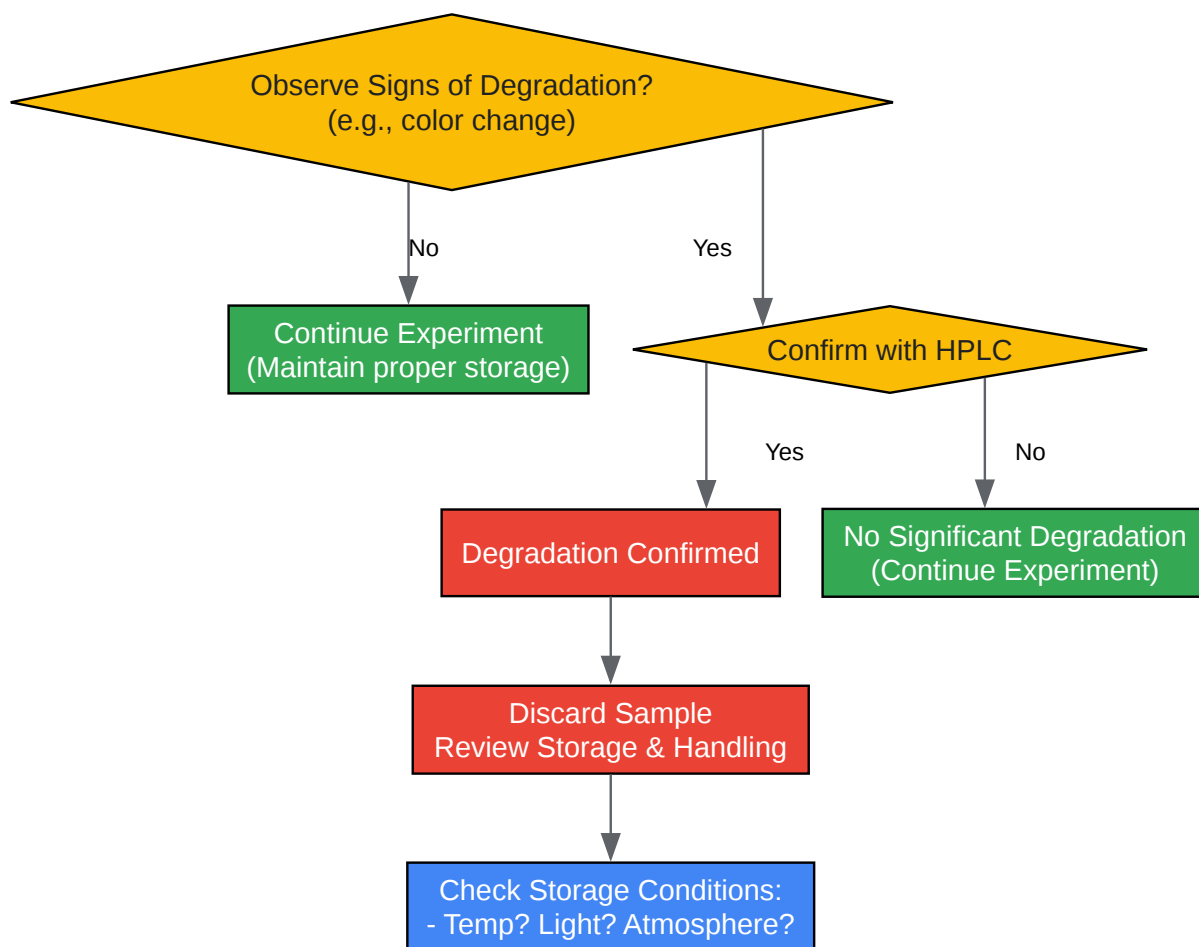 Observe Signs of Degradation?
(e.g., color change)
No
Yes
Continue Experiment
(Maintain proper storage)
Confirm with HPLC
Yes
No
Degradation Confirmed
No Significant Degradation
(Continue Experiment)
Discard Sample
Review Storage & Handling
Check Storage Conditions:
- Temp? Light? Atmosphere?